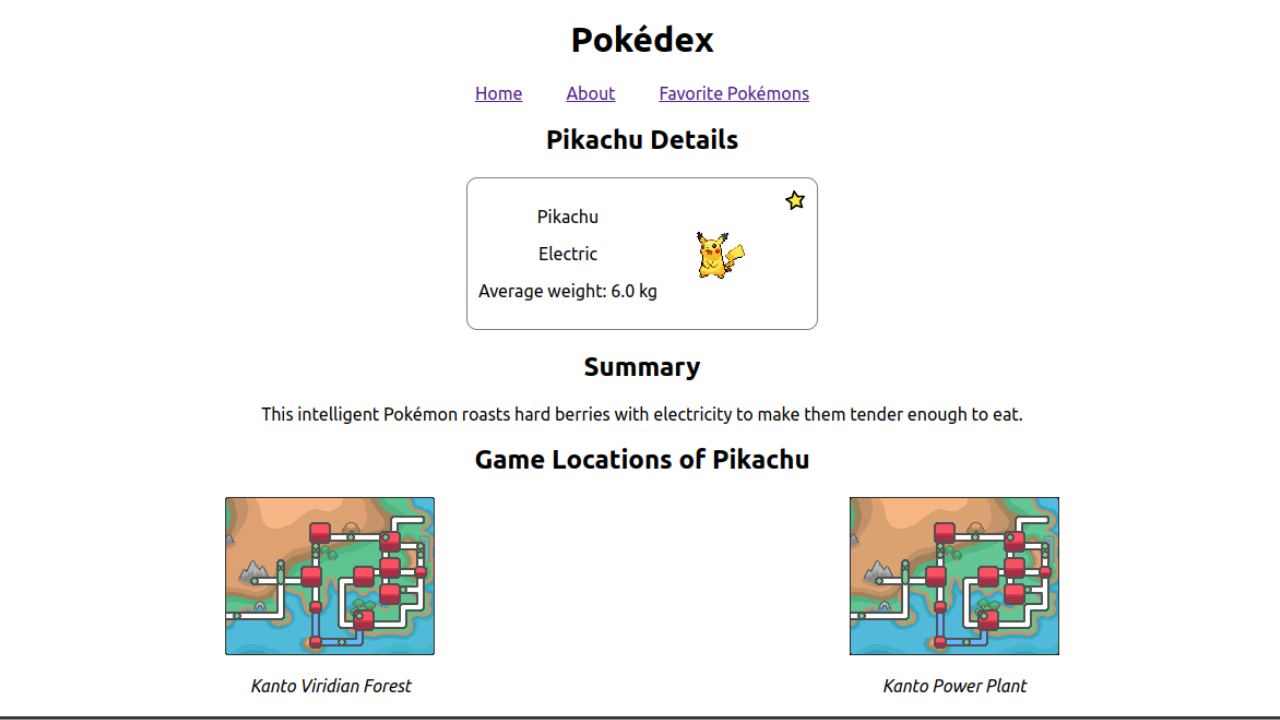 Pokédex
Home About Favorite Pokémons
Pikachu Details
Pikachu
Electric
Average weight: 6.0 kg
Summary
This intelligent Pokémon roasts hard berries with electricity to make them tender enough to eat.
Game Locations of Pikachu
Kanto Viridian Forest
Kanto Power Plant